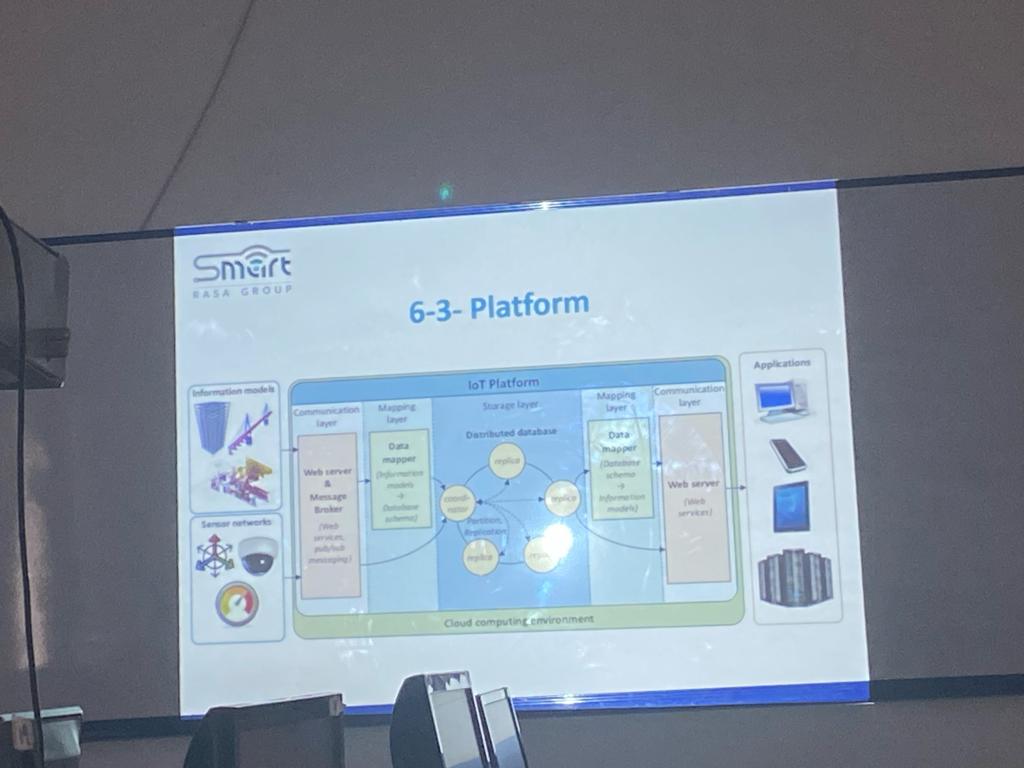 Smart
RASA GROUP
6-3- Platform
Information models
Sensor networks
IoT Platform
Communication
layer
Web server
&
Message
Broker
(Web
services,
pub/sub
messaging)
Mapping
layer
Data
mapper
(Information
models
→
Database
schema)
Storage layer
Distributed database
replica
coordi-
nator
replica
Partition,
Replication
replica
Mapping
layer
Data
mapper
(Database
schema
→
Information
models)
Communication
layer
Web server
(Web
services)
Cloud computing environment
Applications